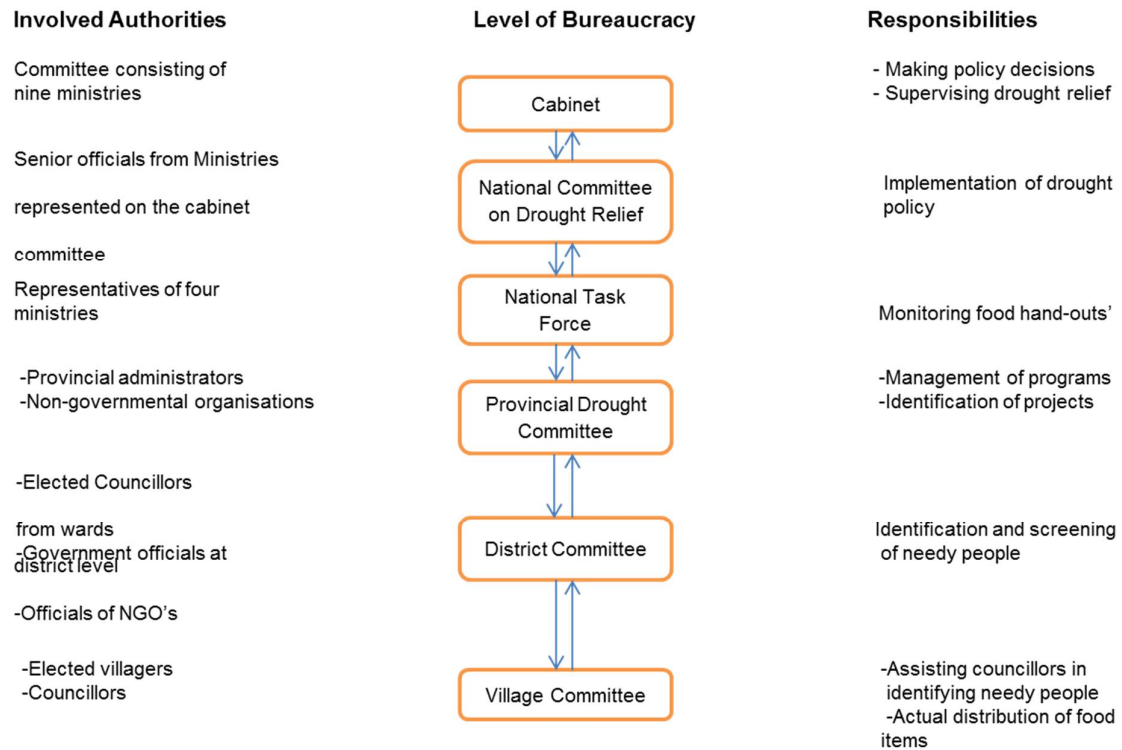 Involved Authorities
Level of Bureaucracy
Responsibilities
Committee consisting of
nine ministries
Cabinet
- Making policy decisions
- Supervising drought relief
Senior officials from Ministries
represented on the cabinet
committee
National Committee
on Drought Relief
Implementation of drought
policy
Representatives of four
ministries
National Task
Force
Monitoring food hand-outs’
-Provincial administrators
-Non-governmental organisations
Provincial Drought
Committee
-Management of programs
-Identification of projects
-Elected Councillors
from wards
-Government officials at
district level
-Officials of NGO’s
District Committee
Identification and screening
of needy people
-Elected villagers
-Councillors
Village Committee
-Assisting councillors in
identifying needy people
-Actual distribution of food
items